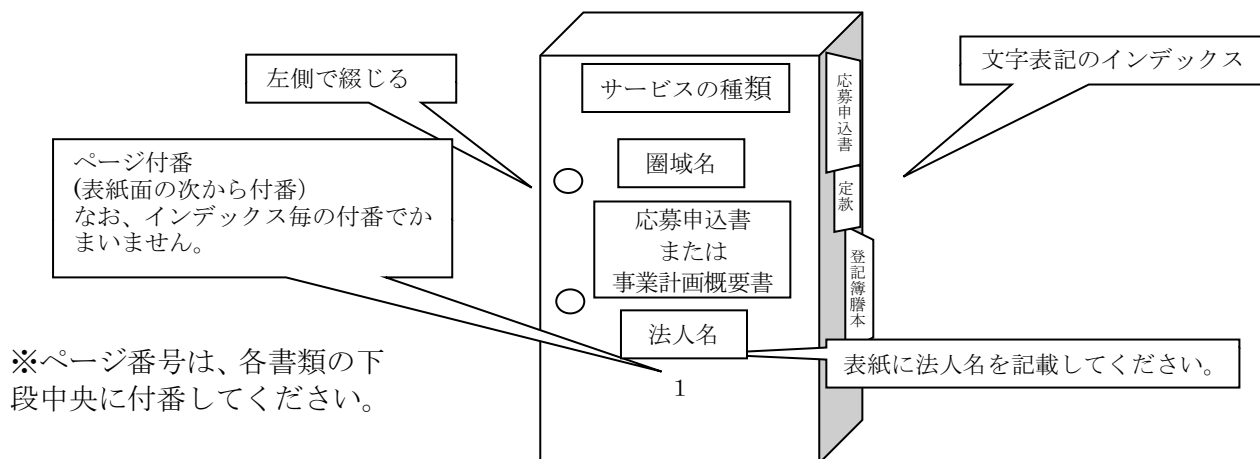 左側で綴じる
サービスの種類
文字表記のインデックス
応募申込書
ページ付番
(表紙面の次から付番）
なお、インデックス毎の付番でか
まいません。
圏域名
定款
応募申込書
または
事業計画概要書
登記簿謄本
法人名
※ページ番号は、各書類の下
段中央に付番してください。
表紙に法人名を記載してください。
1